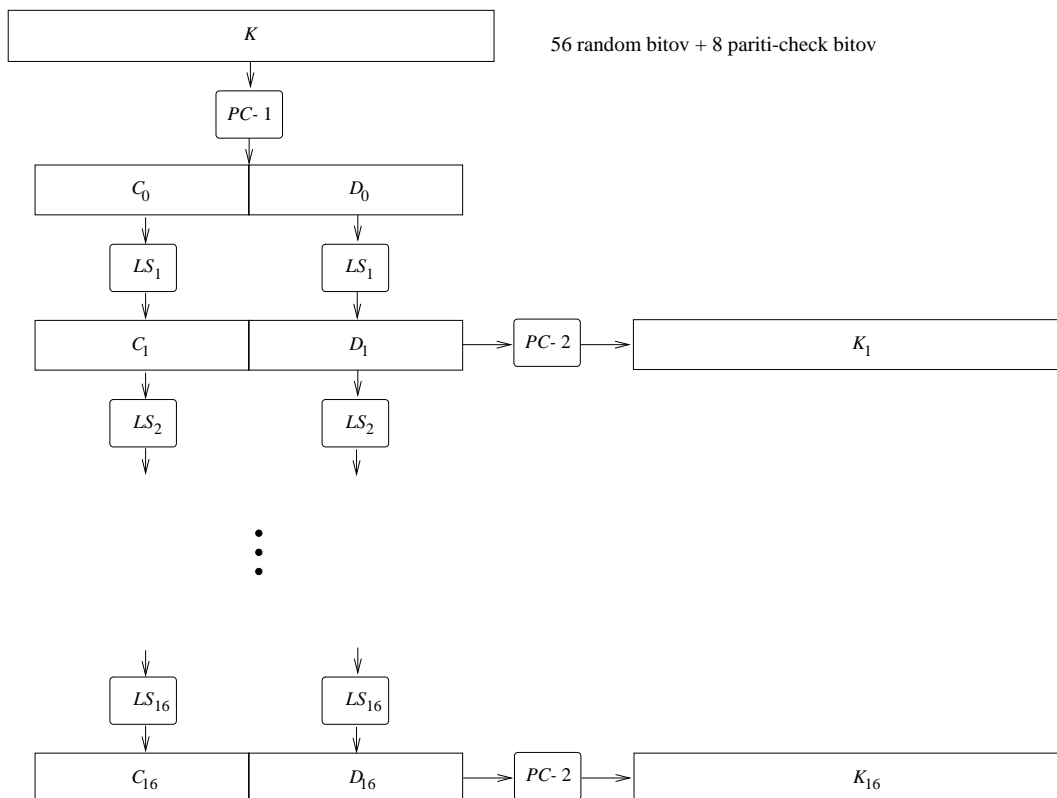 K
56 random bitov + 8 pariti-check bitov
PC- 1
C0 D0
LS1 LS1
C1 D1 PC- 2 K1
LS2 LS2
LS16 LS16
C16 D16 PC- 2 K16